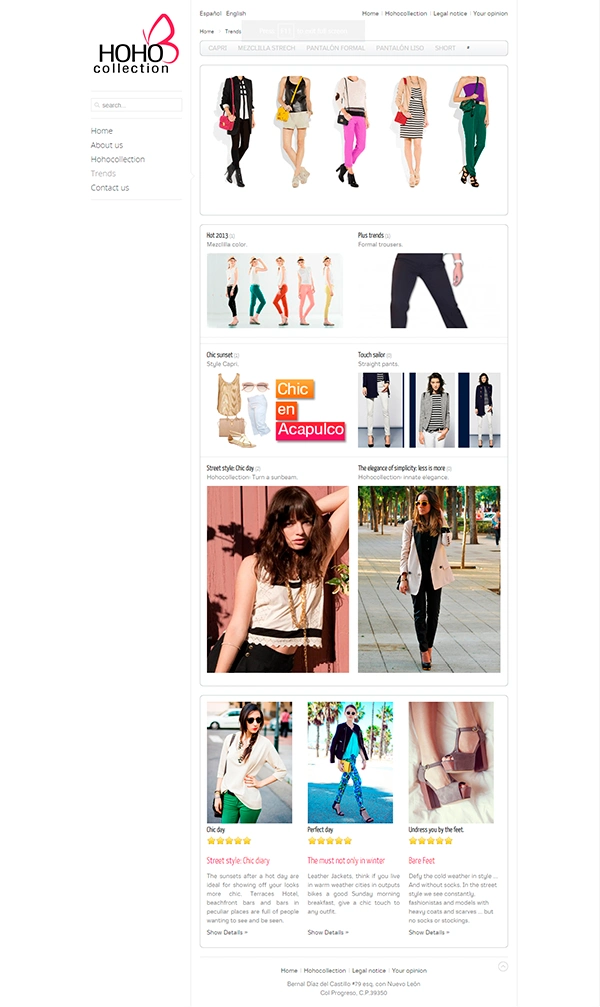 HOHO
collection
search...
Home
About us
Hohocollection
Trends
Contact us
Español English
Home | Hohocollection | Legal notice | Your opinion
Home Trends
CAPRI MEZCLILLA STRECH PANTALÓN FORMAL PANTALÓN LISO SHORT
Hot 2013 (1)
Mezclilla color.
Plus trends (1)
Formal trousers.
Chic sunset (1)
Style Capri.
Touch sailor (0)
Straight pants.
Chic
en
Acapulco
Street style: Chic day (2)
Hohocollection: Turn a sunbeam.
The elegance of simplicity: less is more (0)
Hohocollection: innate elegance.
Chic day
Street style: Chic diary
The sunsets after a hot day are
ideal for showing off your looks
more chic. Terraces Hotel,
beachfront bars and bars in
peculiar places are full of people
wanting to see and be seen.
Show Details »
Perfect day
The must not only in winter
Leather Jackets, think if you live
in warm weather cities in outputs
bikes a good Sunday morning
breakfast, give a chic touch to
any outfit.
Show Details »
Undress you by the feet.
Bare Feet
Defy the cold weather in style ...
And without socks. In the street
style we see constantly
fashionistas and models with
heavy coats and scarves ... but
no socks or stockings.
Show Details »
Home | Hohocollection | Legal notice | Your opinion
Bernal Díaz del Castillo #79 esq. con Nuevo León
Col Progreso, C.P.39350